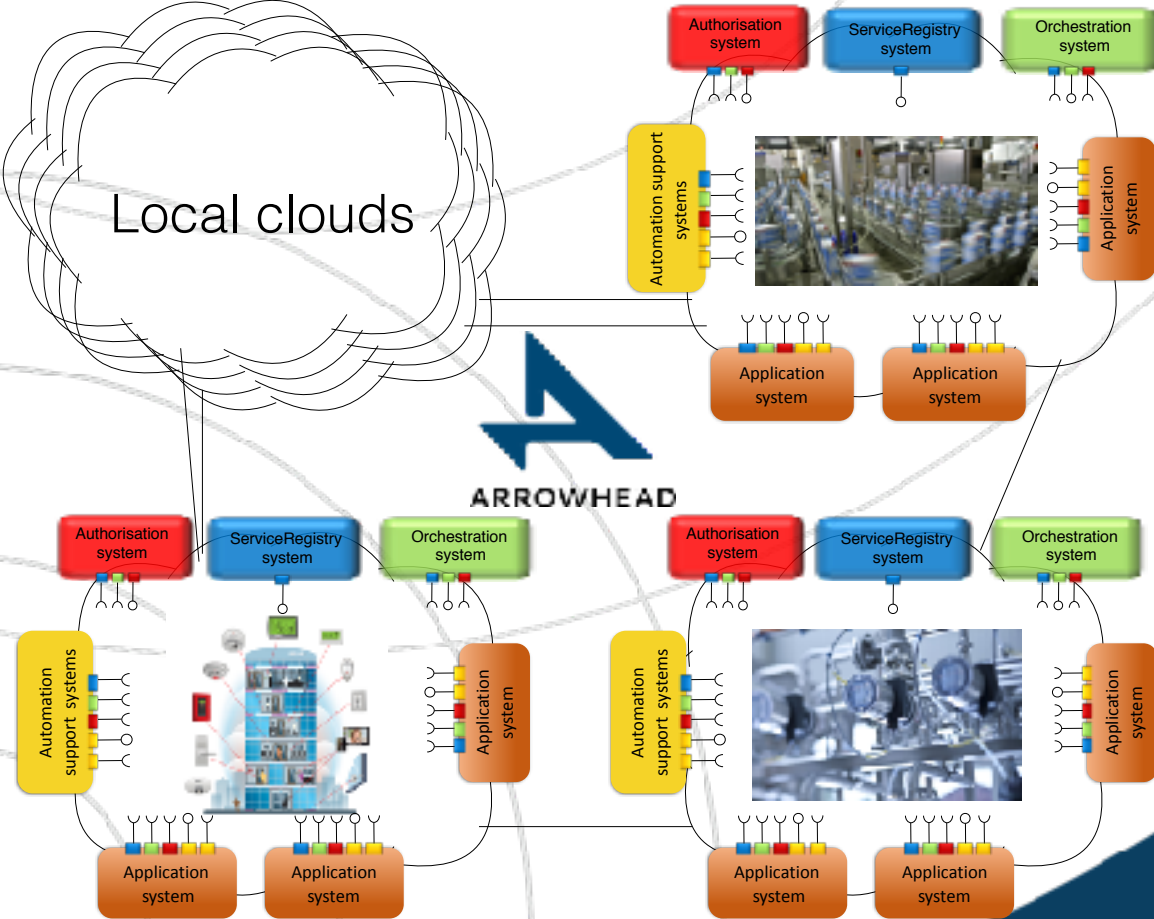 Authorisation
system
ServiceRegistry
system
Orchestration
system
Local clouds
Automation support
systems
Application
system
Application
system
Application
system
ARROWHEAD
Authorisation
system
ServiceRegistry
system
Orchestration
system
Automation
support systems
Application
system
Application
system
Application
system
Authorisation
system
ServiceRegistry
system
Orchestration
system
Automation
support systems
Application
system
Application
system
Application
system